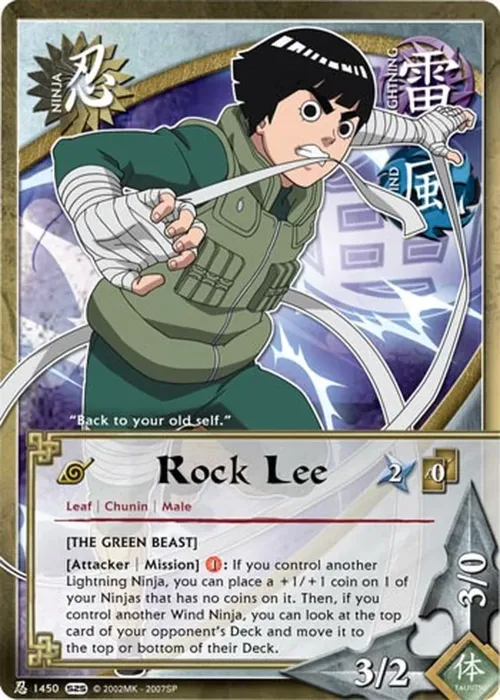 NINJA
忍
LIGHTNING
雷
WIND
風
"Back to your old self."
Rock Lee
2
0
Leaf | Chunin | Male
[THE GREEN BEAST]
[Attacker | Mission] 1: If you control another
Lightning Ninja, you can place a +1/+1 coin on 1 of
your Ninjas that has no coins on it. Then, if you
control another Wind Ninja, you can look at the top
card of your opponent's Deck and move it to
the top or bottom of their Deck.
3/0
3/2
体
TAIJUTSU
忍 1450 S25 © 2002MK - 2007SP